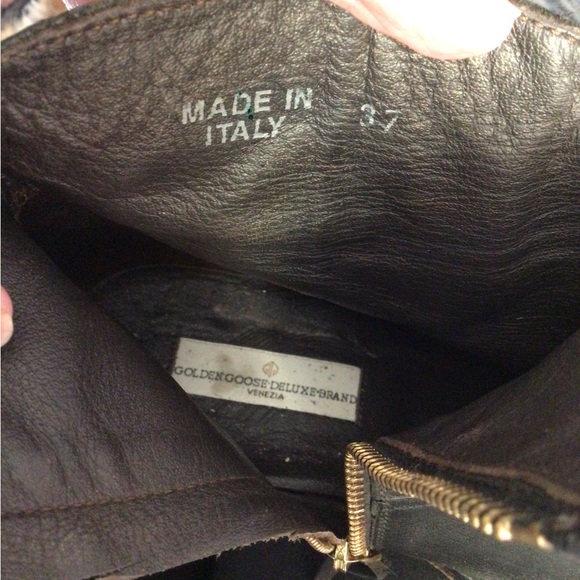 MADE IN
ITALY
37
GOLDEN GOOSE·DELUXE·BRAND
VENEZIA